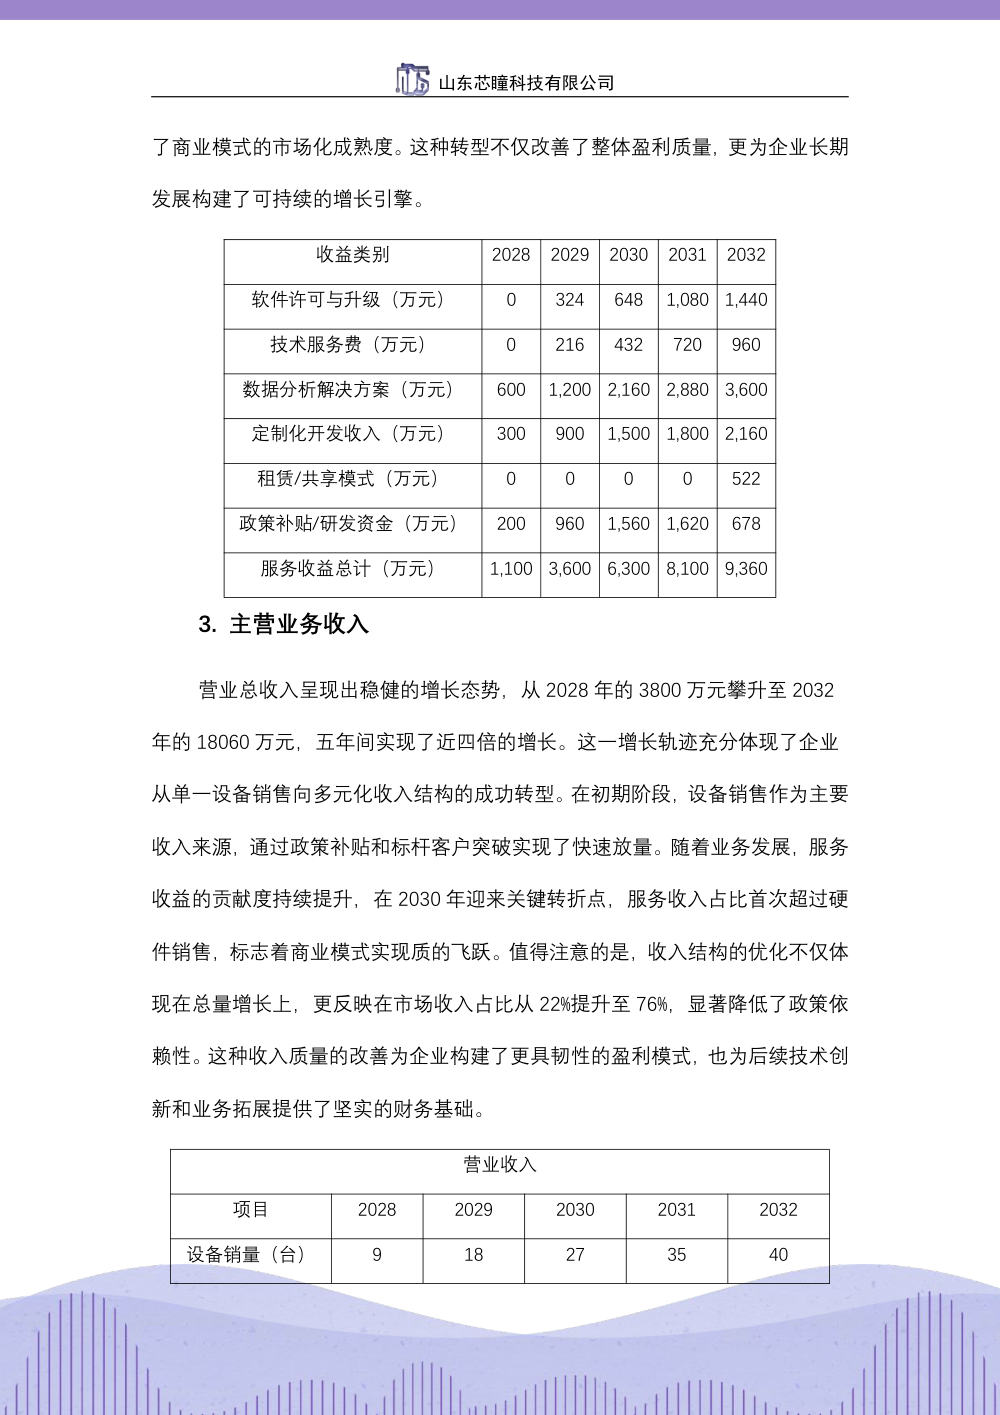 山东芯瞳科技有限公司
了商业模式的市场化成熟度。这种转型不仅改善了整体盈利质量，更为企业长期
发展构建了可持续的增长引擎。
收益类别 2028 2029 2030 2031 2032
软件许可与升级（万元） 0 324 648 1,080 1,440
技术服务费（万元） 0 216 432 720 960
数据分析解决方案（万元） 600 1,200 2,160 2,880 3,600
定制化开发收入（万元） 300 900 1,500 1,800 2,160
租赁/共享模式（万元） 0 0 0 0 522
政策补贴/研发资金（万元） 200 960 1,560 1,620 678
服务收益总计（万元） 1,100 3,600 6,300 8,100 9,360
3. 主营业务收入
营业总收入呈现出稳健的增长态势，从 2028 年的 3800 万元攀升至 2032
年的 18060 万元，五年间实现了近四倍的增长。这一增长轨迹充分体现了企业
从单一设备销售向多元化收入结构的成功转型。在初期阶段，设备销售作为主要
收入来源，通过政策补贴和标杆客户突破实现了快速放量。随着业务发展，服务
收益的贡献度持续提升，在 2030 年迎来关键转折点，服务收入占比首次超过硬
件销售，标志着商业模式实现质的飞跃。值得注意的是，收入结构的优化不仅体
现在总量增长上，更反映在市场收入占比从 22%提升至 76%，显著降低了政策依
赖性。这种收入质量的改善为企业构建了更具韧性的盈利模式，也为后续技术创
新和业务拓展提供了坚实的财务基础。
营业收入
项目 2028 2029 2030 2031 2032
设备销量（台） 9 18 27 35 40